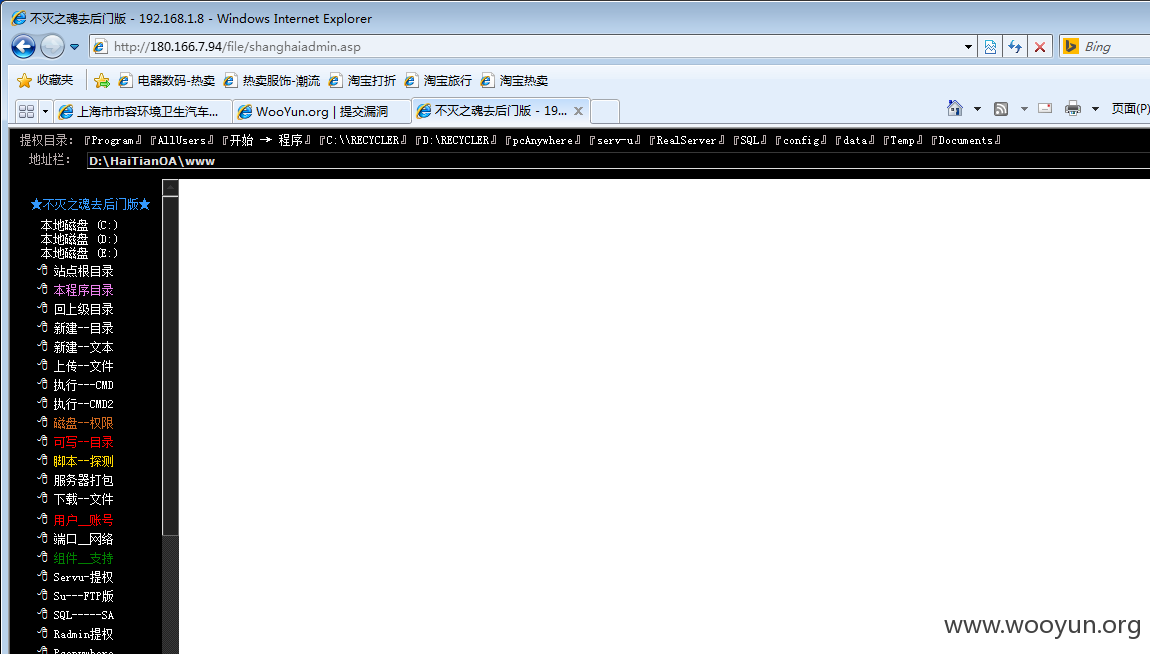 不灭之魂去后门版 - 192.168.1.8 - Windows Internet Explorer
http://180.166.7.94/file/shanghaiadmin.asp Bing
收藏夹 电器数码-热卖 热卖服饰-潮流 淘宝打折 淘宝旅行 淘宝热卖
上海市市容环境卫生汽车... WooYun.org | 提交漏洞 不灭之魂去后门版 - 19... 页面(P)
提权目录: 『Program』『AllUsers』『开始 → 程序』『C:\\RECYCLER』『D:\RECYCLER』『pcAnywhere』『serv-u』『RealServer』『SQL』『config』『data』『Temp』『Documents』
地址栏: D:\HaiTianOA\www
★不灭之魂去后门版★
本地磁盘 (C:)
本地磁盘 (D:)
本地磁盘 (E:)
站点根目录
本程序目录
回上级目录
新建--目录
新建--文本
上传--文件
执行---CMD
执行--CMD2
磁盘--权限
可写--目录
脚本--探测
服务器打包
下载--文件
用户__账号
端口__网络
组件__支持
Servu-提权
Su---FTP版
SQL-----SA
Radmin提权
Pcanywhere
www.wooyun.org